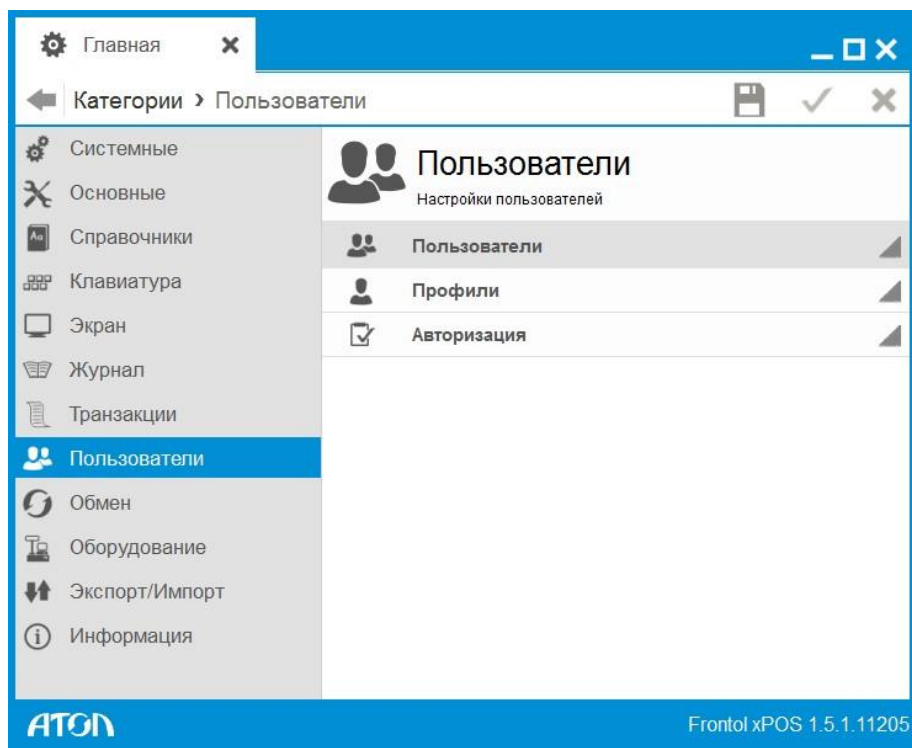 Главная
Категории › Пользователи
Системные
Основные
Справочники
Клавиатура
Экран
Журнал
Транзакции
Пользователи
Обмен
Оборудование
Экспорт/Импорт
Информация
Пользователи
Настройки пользователей
Пользователи
Профили
Авторизация
ATOL
Frontol xPOS 1.5.1.11205